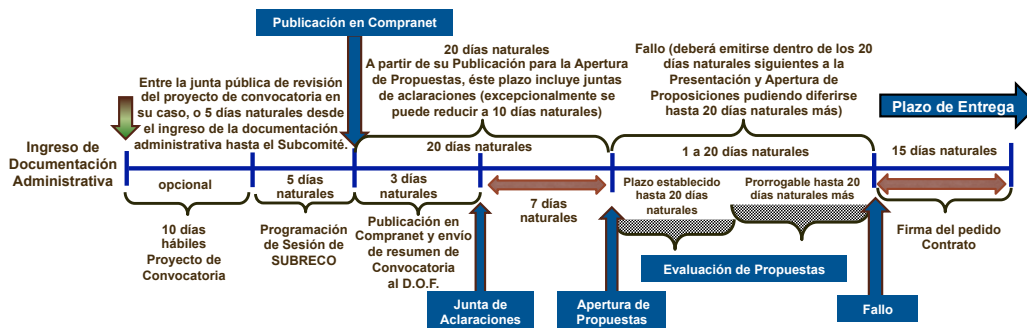 Publicación en Compranet
Entre la junta pública de revisión
del proyecto de convocatoria en
su caso, o 5 días naturales desde
el ingreso de la documentación
administrativa hasta el Subcomité.
20 días naturales
A partir de su Publicación para la Apertura
de Propuestas, éste plazo incluye juntas
de aclaraciones (excepcionalmente se
puede reducir a 10 días naturales)
Fallo (deberá emitirse dentro de los 20
días naturales siguientes a la
Presentación y Apertura de
Proposiciones pudiendo diferirse
hasta 20 días naturales más)
Plazo de Entrega
Ingreso de
Documentación
Administrativa
20 días naturales
1 a 20 días naturales
15 días naturales
opcional
5 días
naturales
3 días
naturales
7 días
naturales
Plazo establecido
hasta 20 días
naturales
Prorrogable hasta 20
días naturales más
10 días
hábiles
Proyecto de
Convocatoria
Programación
de Sesión de
SUBRECO
Publicación en
Compranet y envío
de resumen de
Convocatoria
al D.O.F.
Firma del pedido
Contrato
Evaluación de Propuestas
Junta de
Aclaraciones
Apertura de
Propuestas
Fallo